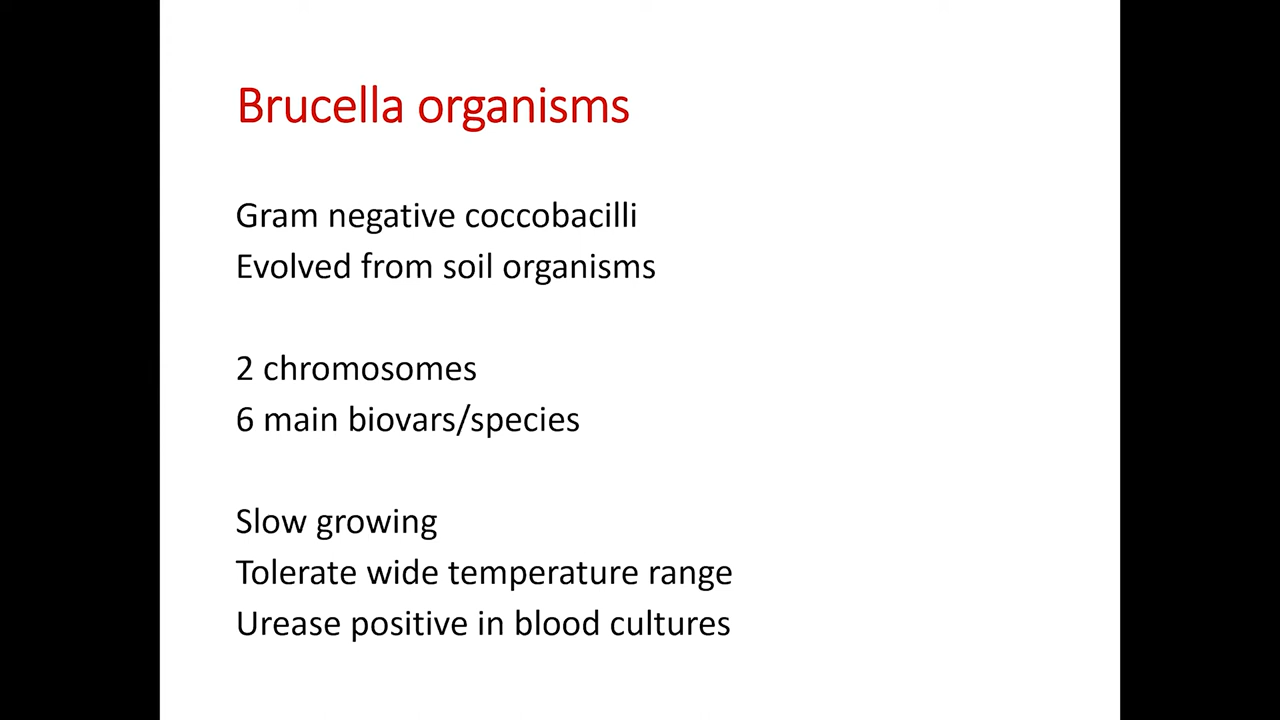 Brucella organisms
Gram negative coccobacilli
Evolved from soil organisms
2 chromosomes
6 main biovars/species
Slow growing
Tolerate wide temperature range
Urease positive in blood cultures